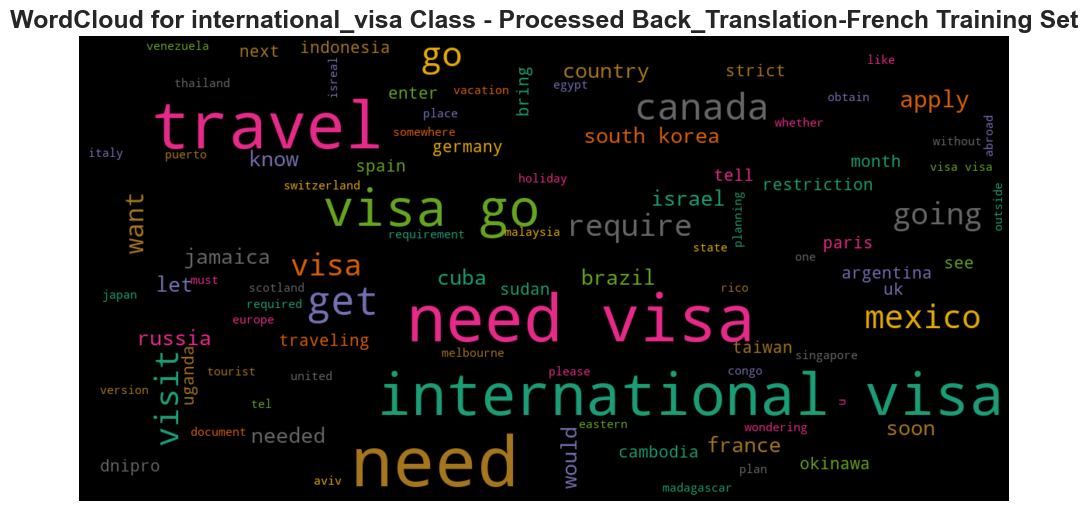 WordCloud for international_visa Class - Processed Back_Translation-French Training Set
venezuela
next
indonesia
go
country
strict
like
thailand
isreal
enter
vacation
bring
egypt
obtain
apply
travel
place
canada
whether
somewhere
south korea
abroad
without
italy
puerto
know
germany
spain
month
visa visa
switzerland
holiday
tell
restriction
want
visa go
israel
outside
requirement
malaysia
require
planning
going
jamaica
state
paris
one
visa
let
must
scotland
cuba
sudan
brazil
argentina
see
uk
japan
required
get
rico
europe
need visa
mexico
russia
traveling
taiwan
melbourne
singapore
visit
uganda
tourist
united
please
congo
version
tel
international visa
u
document
needed
eastern
wondering
soon
would
france
dnipro
need
cambodia
plan
okinawa
aviv
madagascar